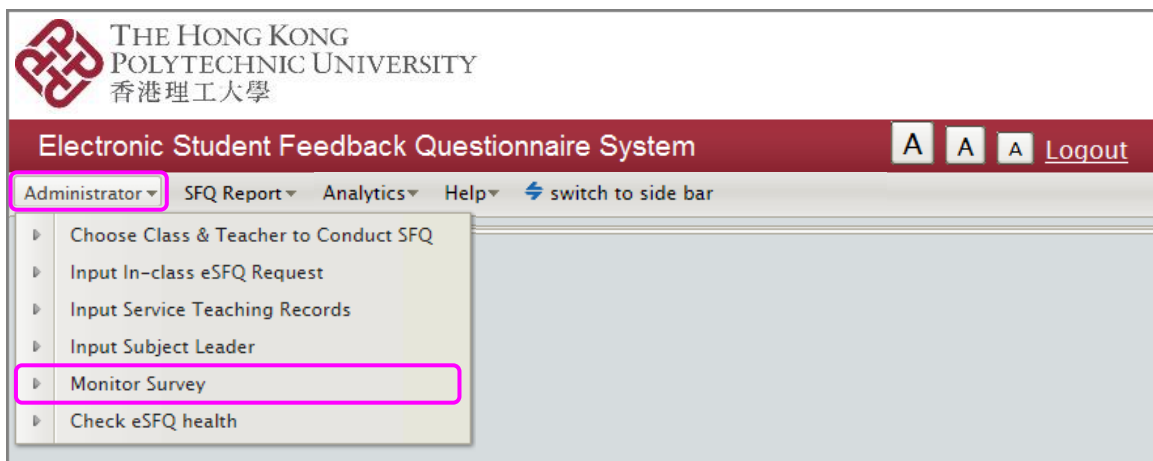 THE HONG KONG
POLYTECHNIC UNIVERSITY
香港理工大學
Electronic Student Feedback Questionnaire System
A A A Logout
Administrator SFQ Report Analytics Help switch to side bar
Choose Class & Teacher to Conduct SFQ
Input In-class eSFQ Request
Input Service Teaching Records
Input Subject Leader
Monitor Survey
Check eSFQ health